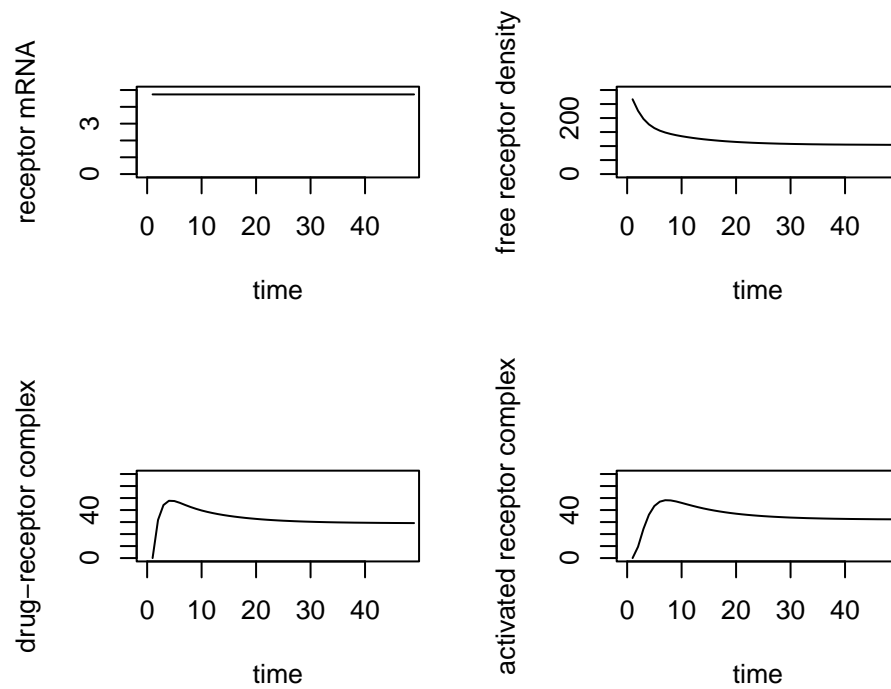 receptor mRNA
0 3
0 10 20 30 40
time
free receptor density
0 200
0 10 20 30 40
time
drug−receptor complex
0 40
0 10 20 30 40
time
activated receptor complex
0 40
0 10 20 30 40
time